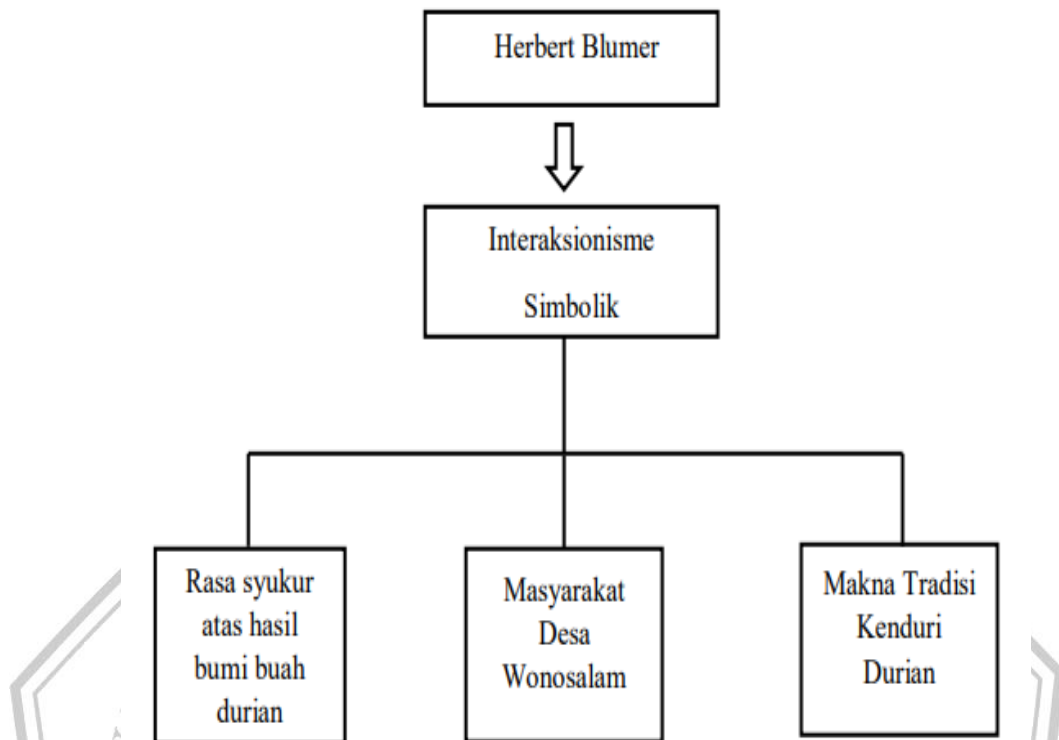 Herbert Blumer
Interaksionisme
Simbolik
Rasa syukur
atas hasil
bumi buah
durian
Masyarakat
Desa
Wonosalam
Makna Tradisi
Kenduri
Durian